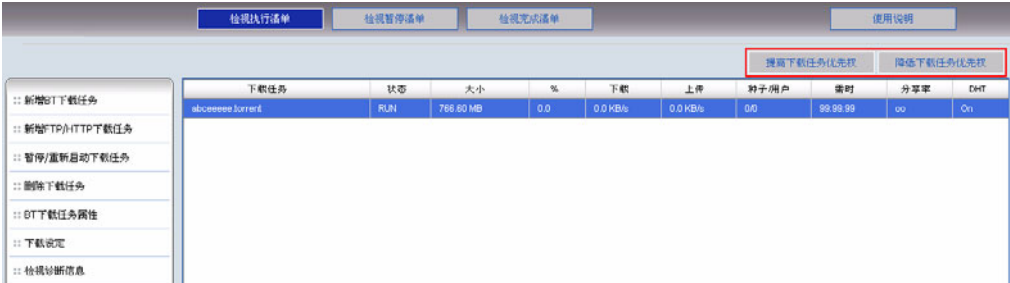 检视执行清单 检视暂停清单 检视完成清单 使用说明
提高下载任务优先权 降低下载任务优先权
下载任务 状态 大小 % 下载 上传 种子/用户 需时 分享率 DHT
abceeeee.torrent RUN 766.60 MB 0.0 0.0 KB/s 0.0 KB/s 0/0 99:99:99 oo On
:: 新增BT下载任务
:: 新增FTP/HTTP下载任务
:: 暂停/重新启动下载任务
:: 删除下载任务
:: BT下载任务属性
:: 下载设定
:: 检视诊断信息